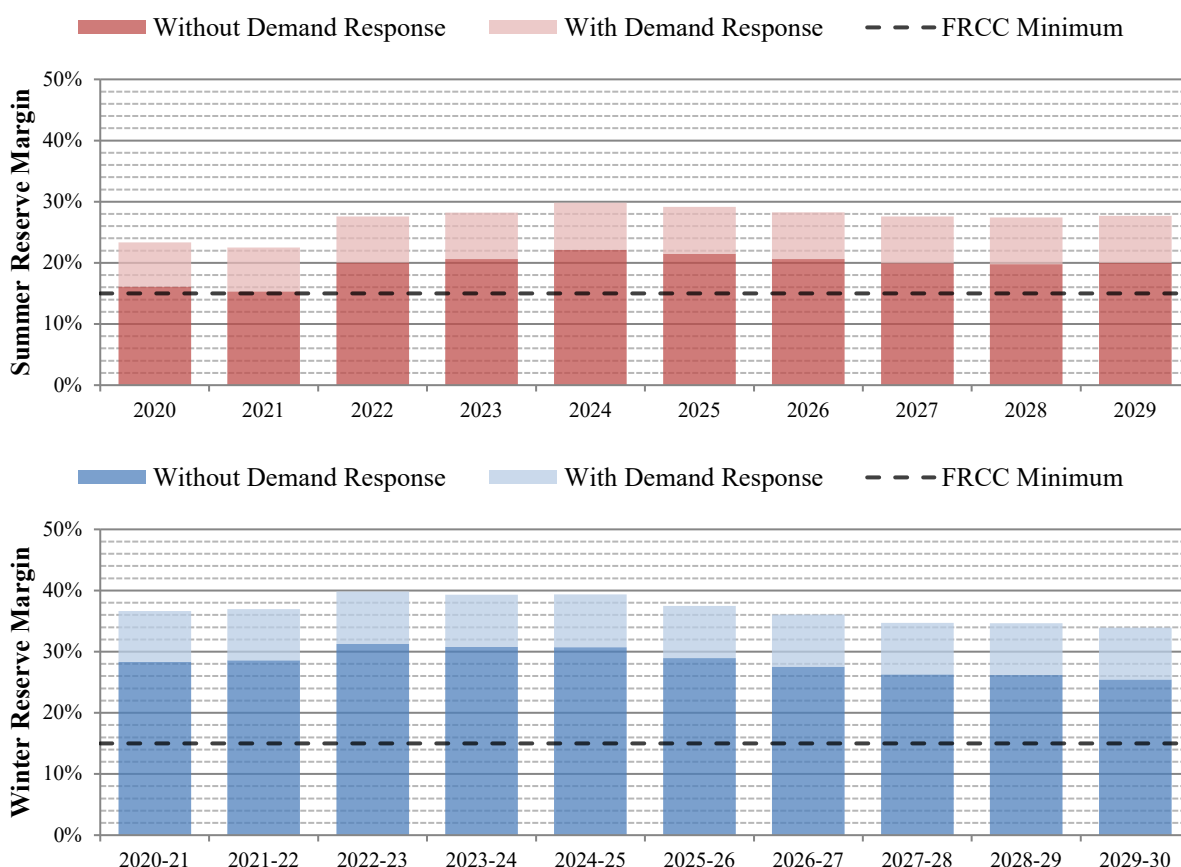 Without Demand Response With Demand Response FRCC Minimum
Summer Reserve Margin
50%
40%
30%
20%
10%
0%
2020 2021 2022 2023 2024 2025 2026 2027 2028 2029
Without Demand Response With Demand Response FRCC Minimum
Winter Reserve Margin
50%
40%
30%
20%
10%
0%
2020-21 2021-22 2022-23 2023-24 2024-25 2025-26 2026-27 2027-28 2028-29 2029-30